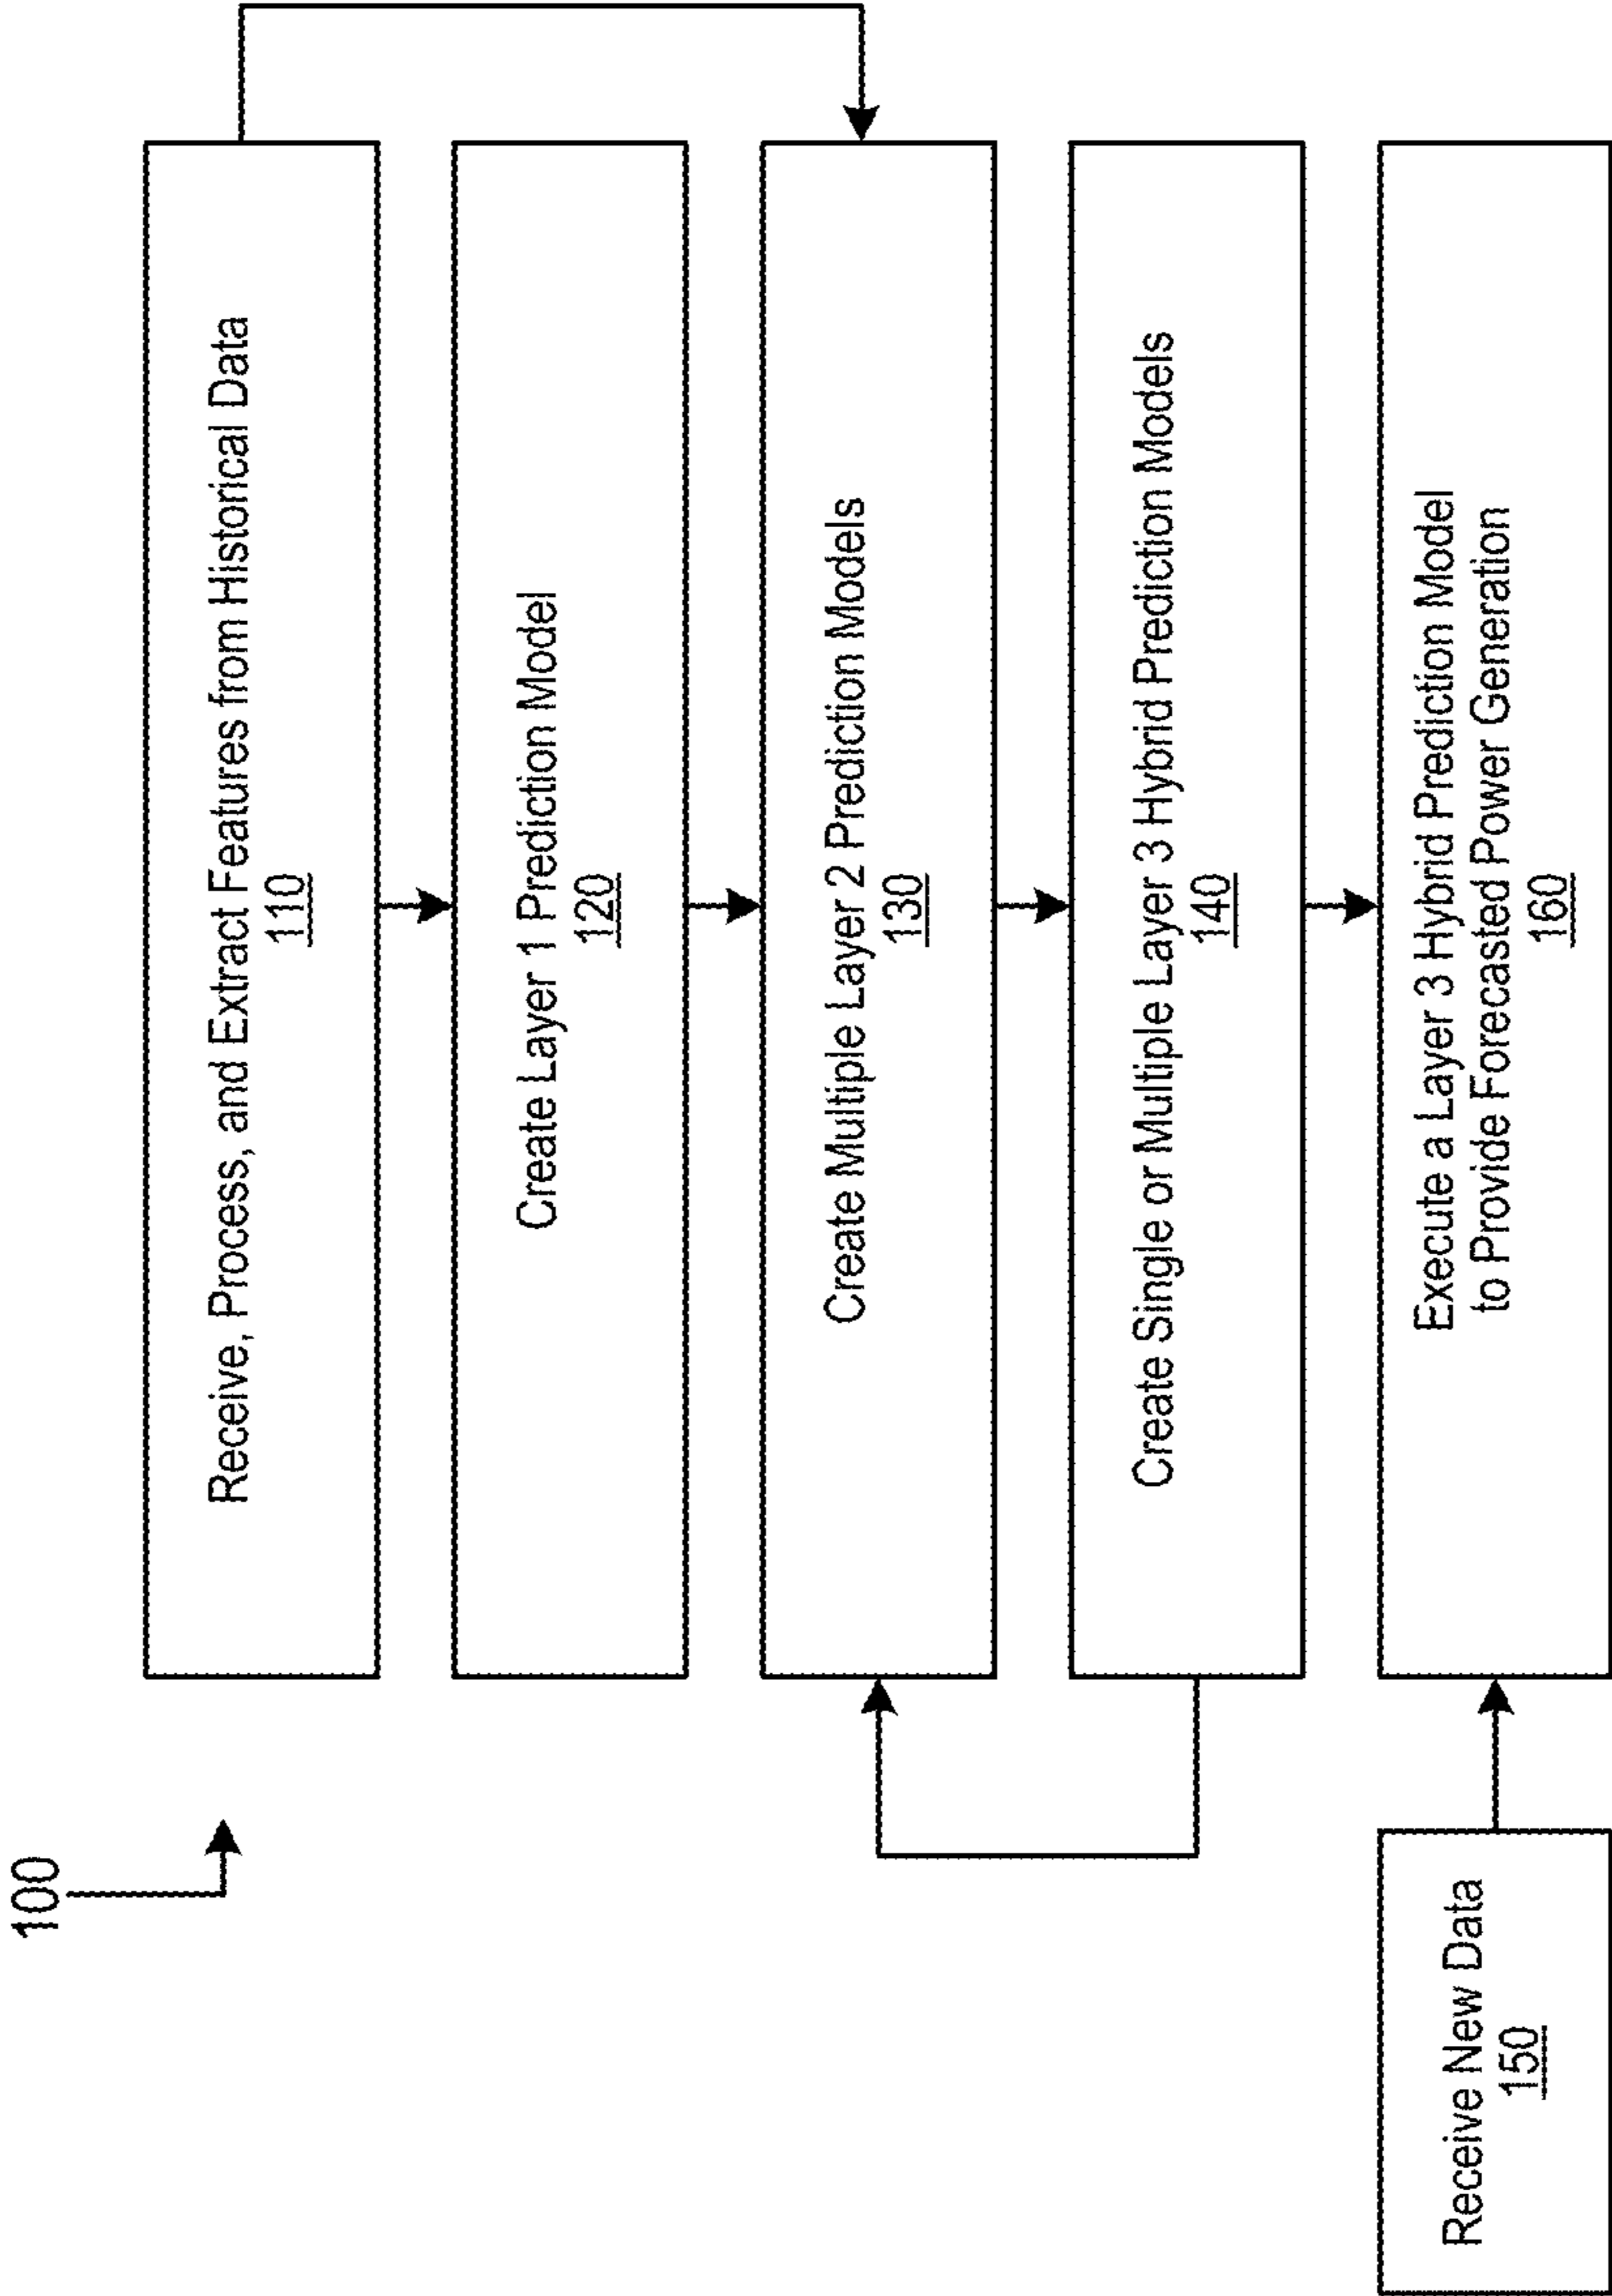 100
Receive, Process, and Extract Features from Historical Data
110
Create Layer 1 Prediction Model
120
Create Multiple Layer 2 Prediction Models
130
Create Single or Multiple Layer 3 Hybrid Prediction Models
140
Receive New Data
150
Execute a Layer 3 Hybrid Prediction Model
to Provide Forecasted Power Generation
160